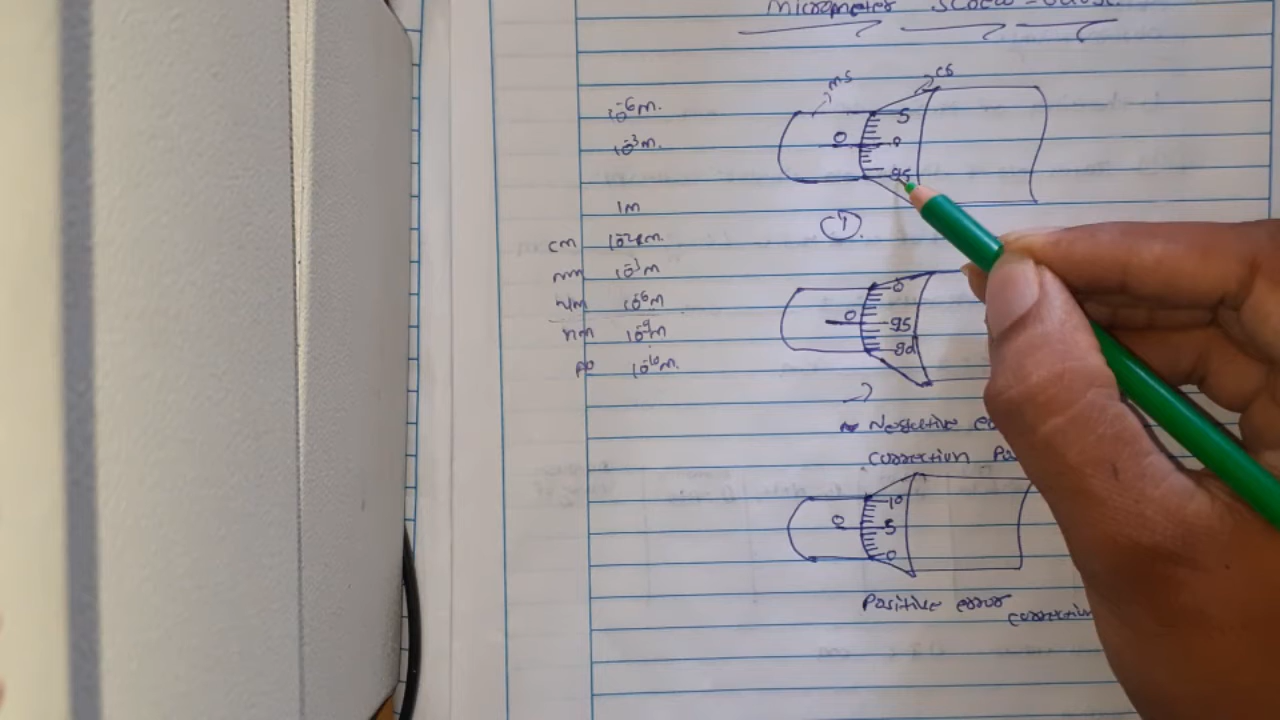 Micrometer Screw Gauge
ms
cs
10⁻⁶m.
10⁻³m.
1m
cm 10⁻²m.
mm 10⁻³m
10⁻⁶m
nm 10⁻⁹m
10⁻¹⁰m.
0
5
0
95
1
0
0
95
90
Negative
correction
0
10
5
0
Positive error
correction